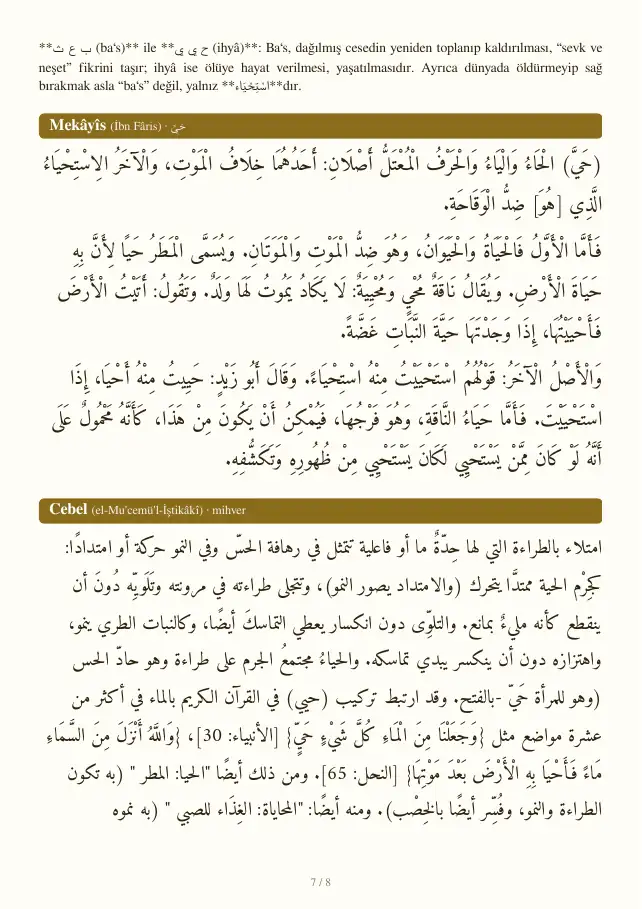 **ب ع ث (ba‘s)** ile **ح ي ي (ihyâ)**: Ba‘s, dağılmış cesedin yeniden toplanıp kaldırılması, “sevk ve
neşet” fikrini taşır; ihyâ ise ölüye hayat verilmesi, yaşatılmasıdır. Ayrıca dünyada öldürmeyip sağ
bırakmak asla “ba‘s” değil, yalnız **اسْتِحْيَاء**dır.
Mekâyîs (İbn Fâris) · حَيَّ
(حَيَّ) الْحَاءُ وَالْيَاءُ وَالْحَرْفُ الْمُعْتَلُّ أَصْلَانِ: أَحَدُهُمَا خِلَافُ الْمَوْتِ، وَالْآخَرُ الِاسْتِحْيَاءُ
الَّذِي [هُوَ] ضِدُّ الْوَقَاحَةِ.
فَأَمَّا الْأَوَّلُ فَالْحَيَاةُ وَالْحَيَوَانُ، وَهُوَ ضِدُّ الْمَوْتِ وَالْمَوَتَانِ. وَيُسَمَّى الْمَطَرُ حَيًا لِأَنَّ بِهِ
حَيَاةَ الْأَرْضِ. وَيُقَالُ نَاقَةٌ مُحْيٍ وَمُحْيِيَةٌ: لَا يَكَادُ يَمُوتُ لَهَا وَلَدٌ. وَتَقُولُ: أَتَيْتُ الْأَرْضَ
فَأَحْيَيْتُهَا، إِذَا وَجَدْتَهَا حَيَّةَ النَّبَاتِ غَضَّةً.
وَالْأَصْلُ الْآخَرُ: قَوْلُهُمُ اسْتَحْيَيْتُ مِنْهُ اسْتِحْيَاءً. وَقَالَ أَبُو زَيْدٍ: حَيِيتُ مِنْهُ أَحْيَا، إِذَا
اسْتَحْيَيْتَ. فَأَمَّا حَيَاءُ النَّاقَةِ، وَهُوَ فَرْجُهَا، فَيُمْكِنُ أَنْ يَكُونَ مِنْ هَذَا، كَأَنَّهُ مَحْمُولٌ عَلَى
أَنَّهُ لَوْ كَانَ مِمَّنْ يَسْتَحْيِي لَكَانَ يَسْتَحْيِي مِنْ ظُهُورِهِ وَتَكَشُّفِهِ.
Cebel (el-Mu'cemü'l-İştikâkî) · mihver
امتلاء بالطراءة التي لها حِدّةٌ ما أو فاعلية تتمثل في رهافة الحسّ وفي النمو حركة أو امتدادًا:
كجِرْم الحية ممتدًّا يتحرك (والامتداد يصور النمو)، وتتجلى طراءته في مرونته وتَلَويِّه دُونَ أن
ينقطع كأنه مليءٌ بمانع. والتلوِّى دون انكسار يعطي التماسكَ أيضًا، وكالنبات الطري ينمو،
واهتزازه دون أن ينكسر يبدي تماسكه. والحياءُ مجتمعُ الجرم على طراءة وهو حادّ الحس
(وهو للمرأة حَيّ -بالفتح. وقد ارتبط تركيب (حيي) في القرآن الكريم بالماء في أكثر من
عشرة مواضع مثل {وَجَعَلْنَا مِنَ الْمَاءِ كُلَّ شَيْءٍ حَيٍّ} [الأنبياء: 30]، {وَاللَّهُ أَنْزَلَ مِنَ السَّمَاءِ
مَاءً فَأَحْيَا بِهِ الْأَرْضَ بَعْدَ مَوْتِهَا} [النحل: 65]. ومن ذلك أيضًا "الحيا: المطر " (به تكون
الطراءة والنمو، وفُسِّر أيضًا بالخِصْب). ومنه أيضًا: "المحاياة: الغِذَاء للصبي " (به نموه
7 / 8